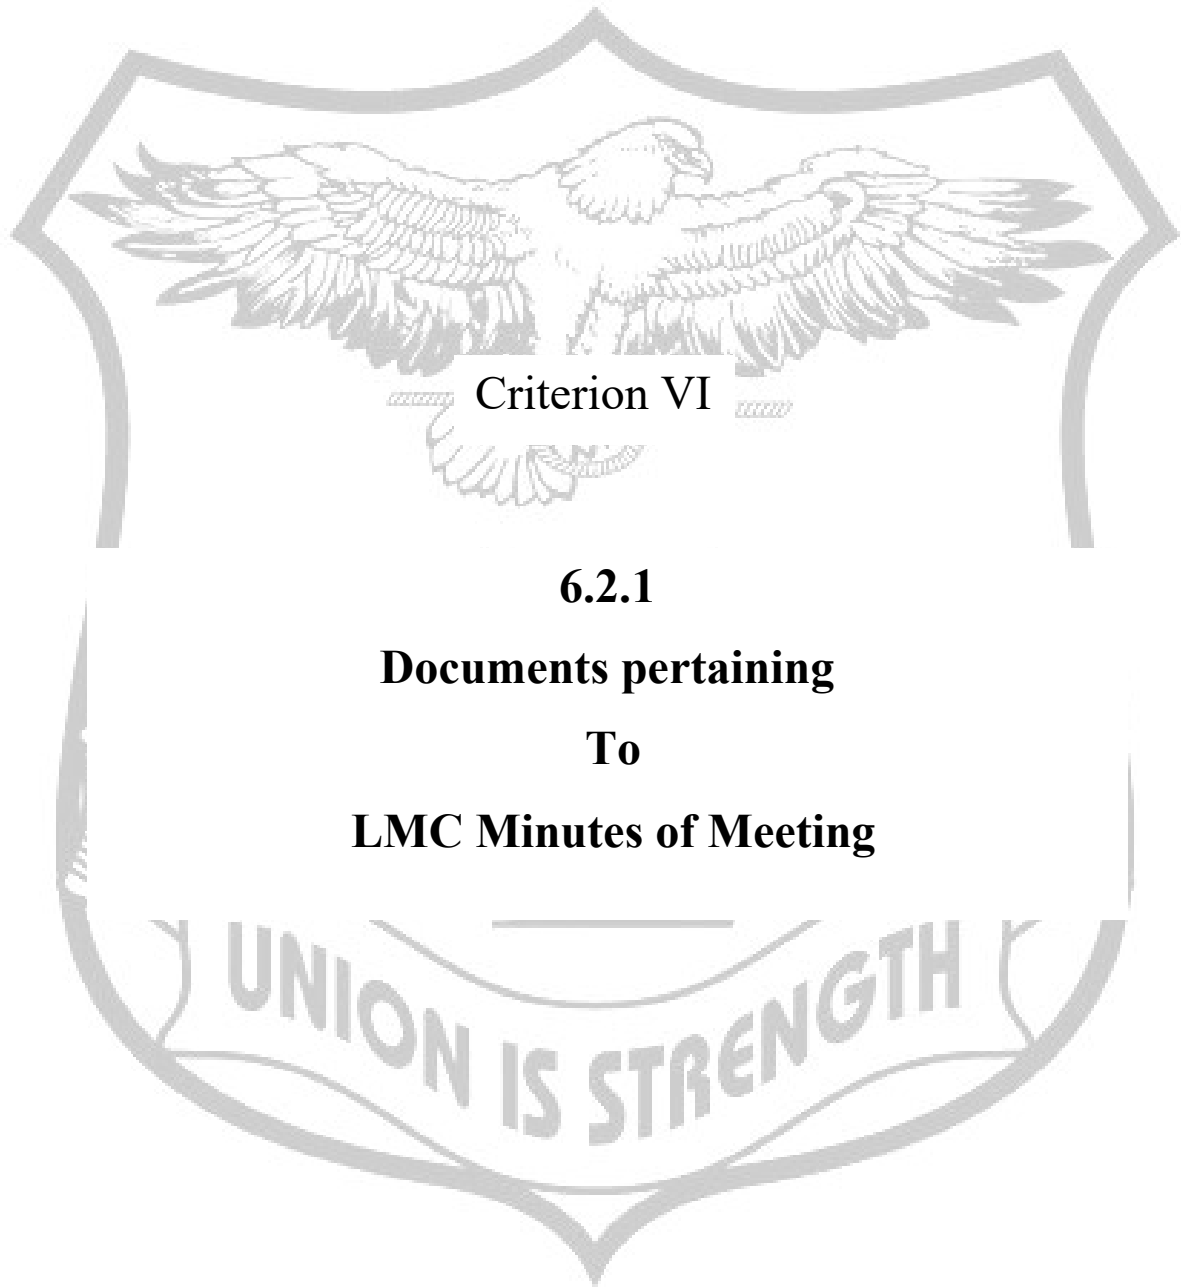 Criterion VI
6.2.1
Documents pertaining
To
LMC Minutes of Meeting
UNION IS STRENGTH